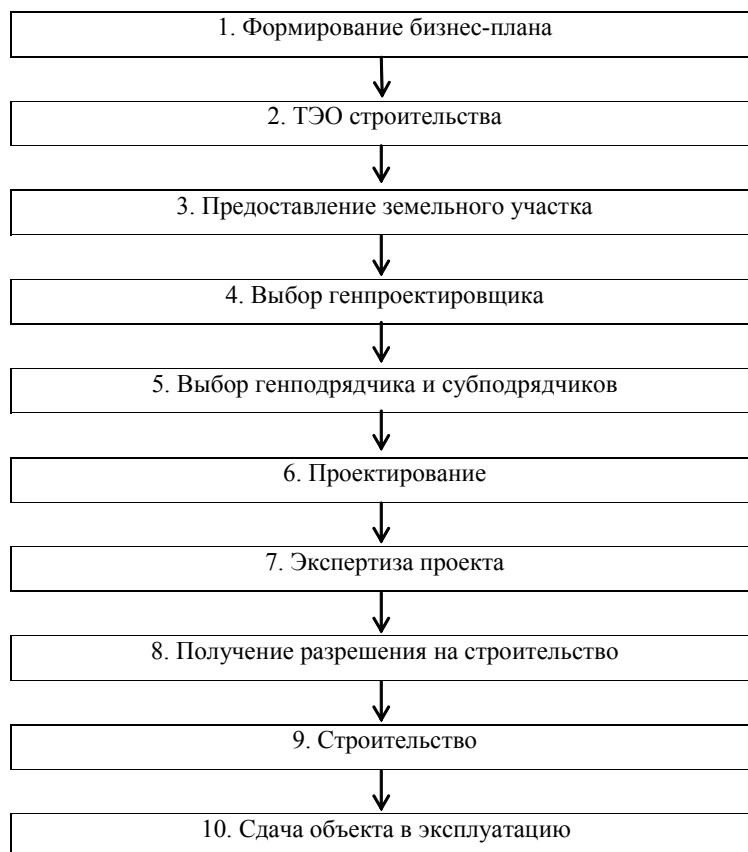 1. Формирование бизнес-плана
2. ТЭО строительства
3. Предоставление земельного участка
4. Выбор генпроектировщика
5. Выбор генподрядчика и субподрядчиков
6. Проектирование
7. Экспертиза проекта
8. Получение разрешения на строительство
9. Строительство
10. Сдача объекта в эксплуатацию